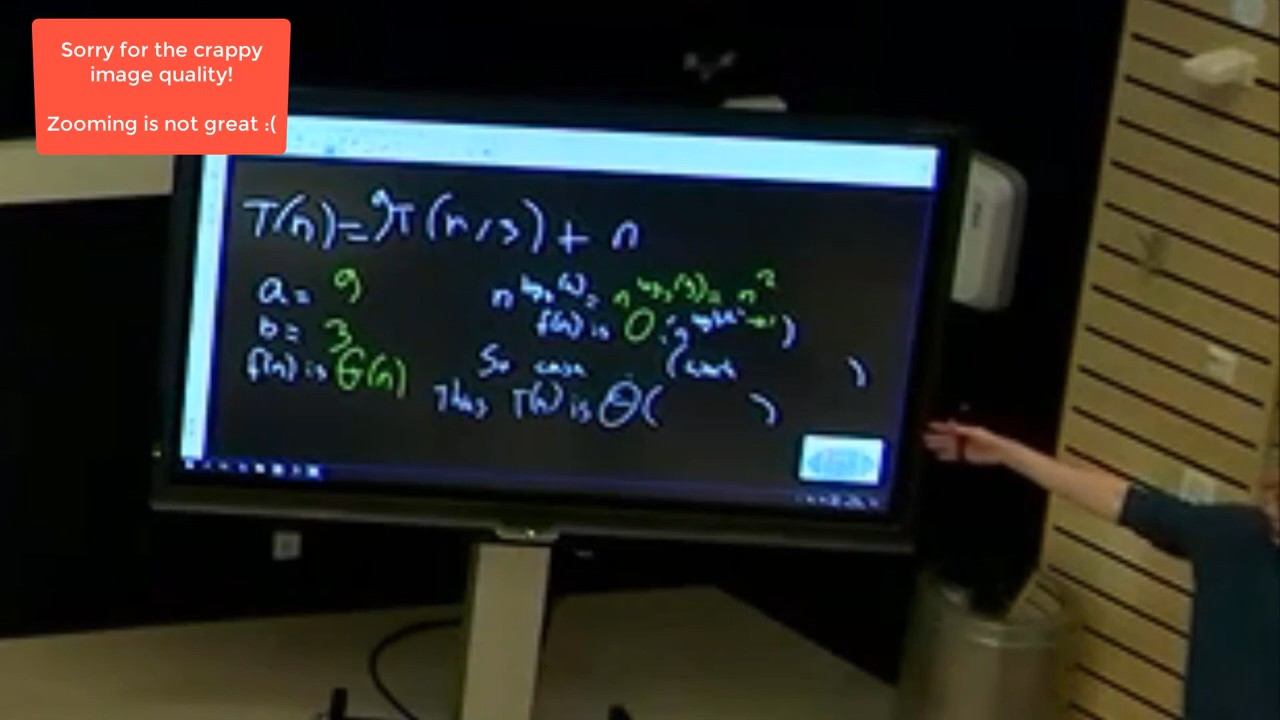 Sorry for the crappy
image quality!
Zooming is not great :(
T(n)=9T(n/3)+n
a= 9
b= 3
f(n) is Θ(n)
n^log_b(a) = n^log_3(9) = n²
f(n) is O( )
So case ( )
Thus T(n) is Θ( )